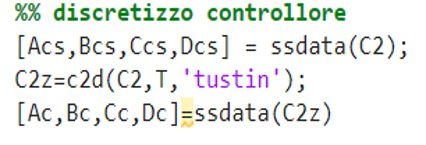 %% discretizzo controllore
[Acs,Bcs,Ccs,Dcs] = ssdata(C2);
C2z=c2d(C2,T,'tustin');
[Ac,Bc,Cc,Dc]=ssdata(C2z)